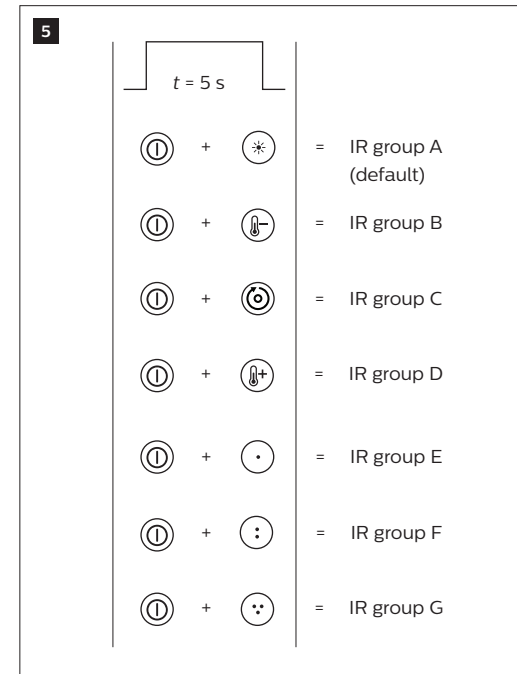 5
t = 5 s
+ = IR group A
(default)
+ = IR group B
+ = IR group C
+ = IR group D
+ = IR group E
+ = IR group F
+ = IR group G